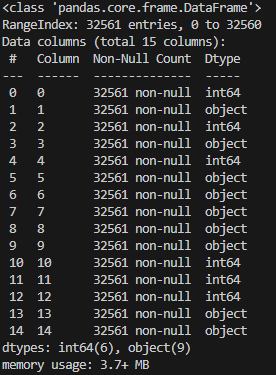 <class 'pandas.core.frame.DataFrame'>
RangeIndex: 32561 entries, 0 to 32560
Data columns (total 15 columns):
 #   Column  Non-Null Count  Dtype
---  ------  --------------  -----
 0   0       32561 non-null  int64
 1   1       32561 non-null  object
 2   2       32561 non-null  int64
 3   3       32561 non-null  object
 4   4       32561 non-null  int64
 5   5       32561 non-null  object
 6   6       32561 non-null  object
 7   7       32561 non-null  object
 8   8       32561 non-null  object
 9   9       32561 non-null  object
 10  10      32561 non-null  int64
 11  11      32561 non-null  int64
 12  12      32561 non-null  int64
 13  13      32561 non-null  object
 14  14      32561 non-null  object
dtypes: int64(6), object(9)
memory usage: 3.7+ MB